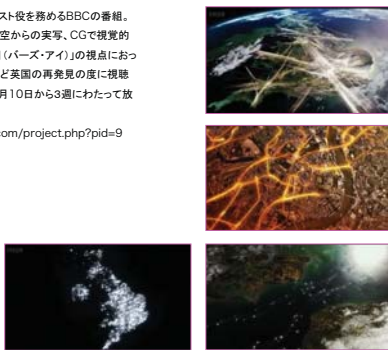 スト役を務めるBBCの番組。
空からの実写、CGで視覚的
（バーズ・アイ）」の視点におっ
ど英国の再発見の度に視聴
月10日から3週にわたって放
com/project.php?pid=9